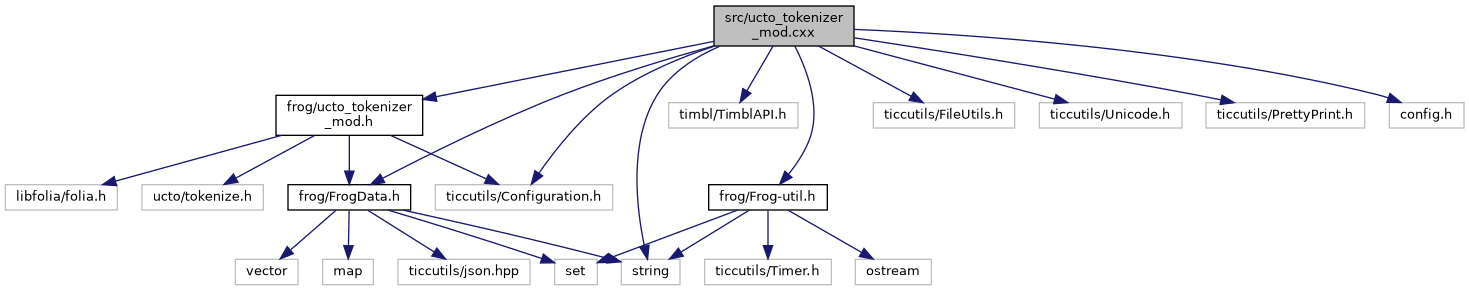 src/ucto_tokenizer
_mod.cxx
frog/ucto_tokenizer
_mod.h
timbl/TimblAPI.h
ticcutils/FileUtils.h
ticcutils/Unicode.h
ticcutils/PrettyPrint.h
config.h
libfolia/folia.h
ucto/tokenize.h
frog/FrogData.h
ticcutils/Configuration.h
frog/Frog-util.h
vector
map
ticcutils/json.hpp
set
string
ticcutils/Timer.h
ostream